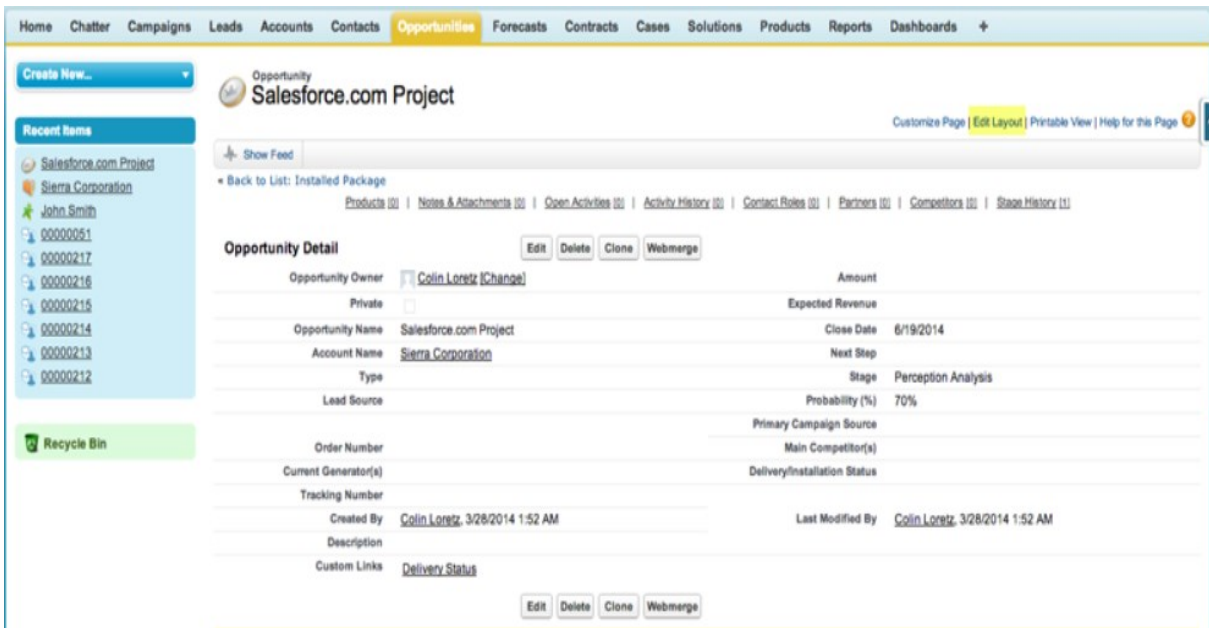 Home Chatter Campaigns Leads Accounts Contacts Opportunities Forecasts Contracts Cases Solutions Products Reports Dashboards +
Create New...
Recent Items
Salesforce.com Project
Sierra Corporation
John Smith
00000051
00000217
00000216
00000215
00000214
00000213
00000212
Recycle Bin
Opportunity
Salesforce.com Project
Customize Page | Edit Layout | Printable View | Help for this Page ?
Show Feed
« Back to List: Installed Package
Products [0] | Notes & Attachments [0] | Open Activities [0] | Activity History [0] | Contact Roles [0] | Partners [0] | Competitors [0] | Stage History [1]
Opportunity Detail Edit Delete Clone Webmerge
Opportunity Owner Colin Loretz [Change] Amount
Private Expected Revenue
Opportunity Name Salesforce.com Project Close Date 6/19/2014
Account Name Sierra Corporation Next Step
Type Stage Perception Analysis
Lead Source Probability (%) 70%
Primary Campaign Source
Order Number Main Competitor(s)
Current Generator(s) Delivery/Installation Status
Tracking Number
Created By Colin Loretz, 3/28/2014 1:52 AM Last Modified By Colin Loretz, 3/28/2014 1:52 AM
Description
Custom Links Delivery Status
Edit Delete Clone Webmerge